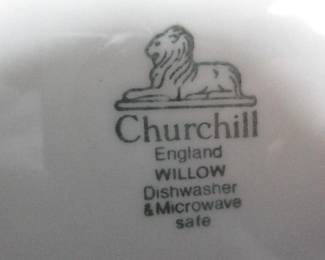 Churchill
England
WILLOW
Dishwasher
&Microwave
safe